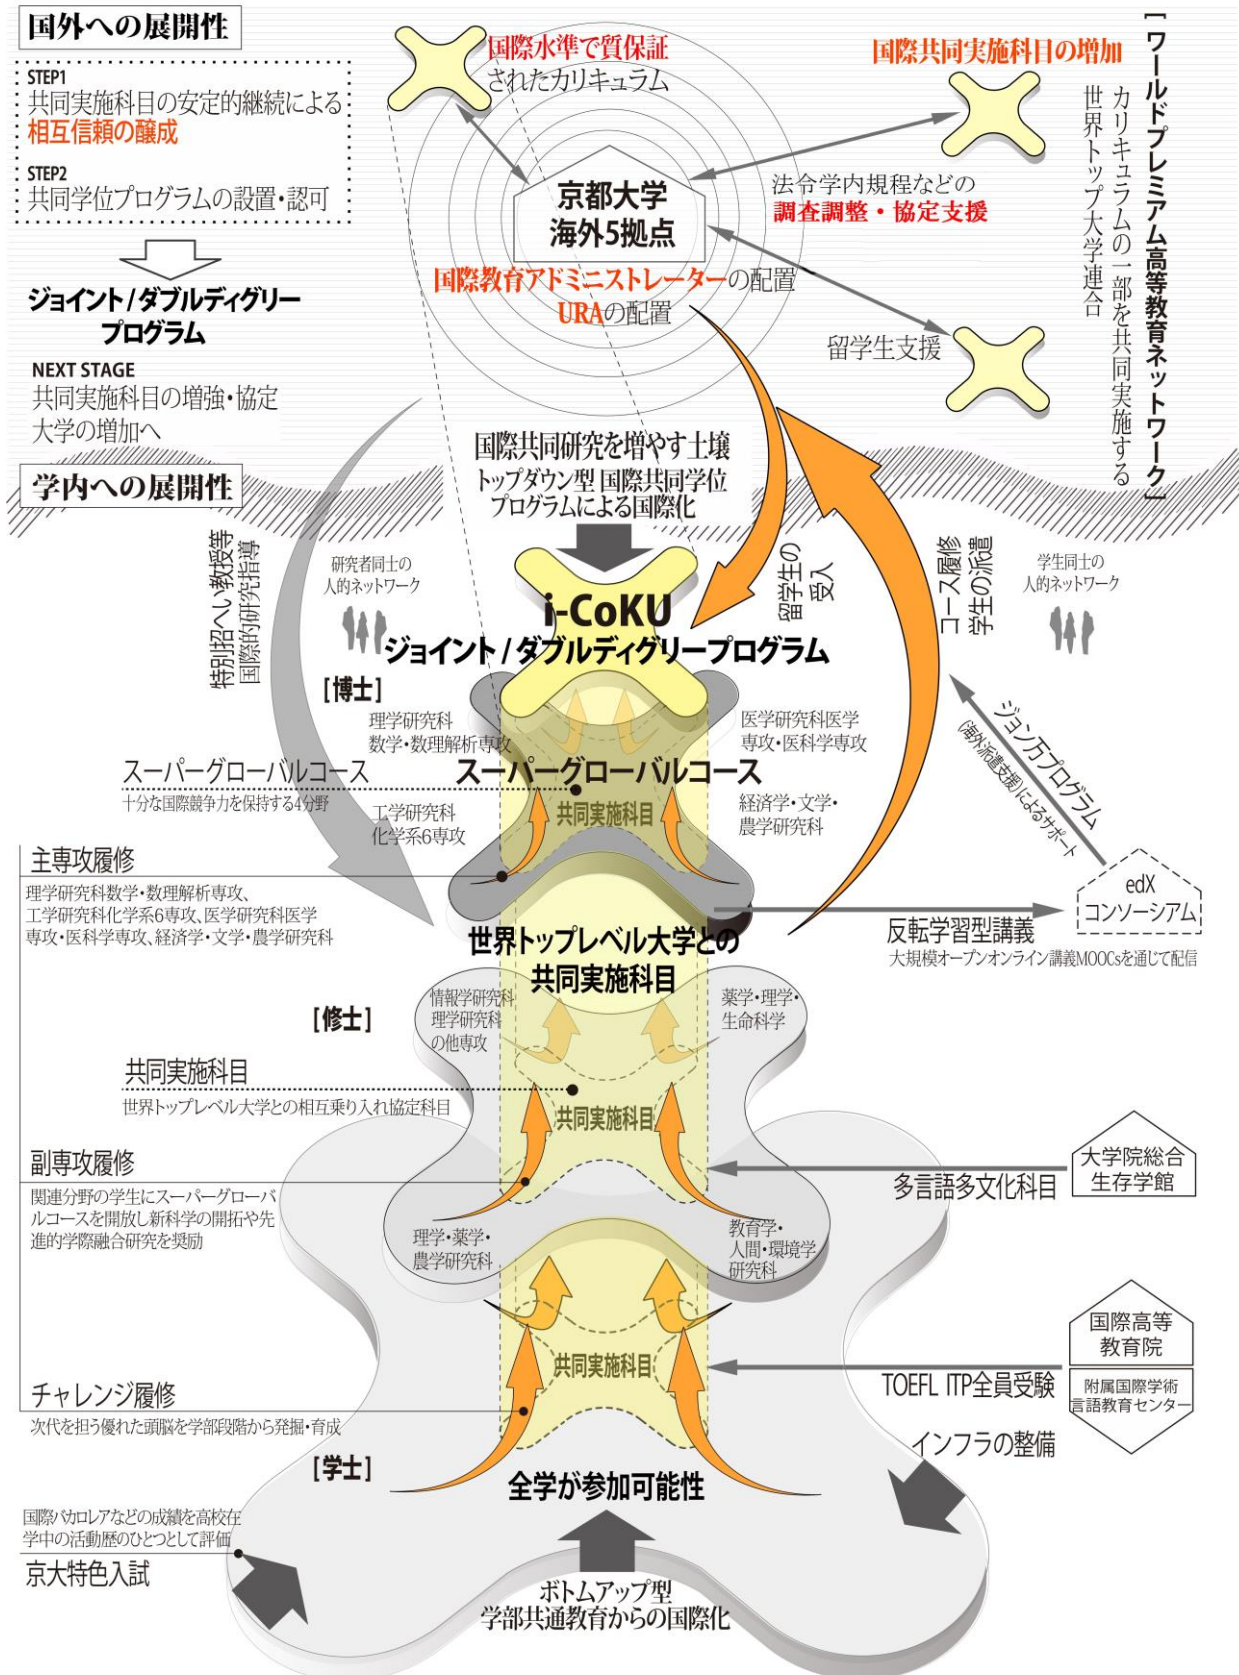 国外への展開性
STEP1
共同実施科目の安定的継続による
相互信頼の醸成
STEP2
共同学位プログラムの設置・認可
ジョイント/ダブルディグリー
プログラム
NEXT STAGE
共同実施科目の増強・協定
大学の増加へ
国際水準で質保証
されたカリキュラム
国際共同実施科目の増加
京都大学
海外5拠点
法令学内規程などの
調査調整・協定支援
国際教育アドミニストレーターの配置
URAの配置
留学生支援
[ワールドプレミアム高等教育ネットワーク]
カリキュラムの一部を共同実施する
世界トップ大学連合
学内への展開性
国際共同研究を増やす土壌
トップダウン型 国際共同学位
プログラムによる国際化
特別招へい教授等
国際的研究指導
研究者同士の
人的ネットワーク
留学生の
受入
コース履修
学生の派遣
学生同士の
人的ネットワーク
i-CoKU
ジョイント/ダブルディグリープログラム
[博士]
理学研究科
数学・数理解析専攻
医学研究科医学
専攻・医科学専攻
スーパーグローバルコース
十分な国際競争力を保持する4分野
スーパーグローバルコース
共同実施科目
工学研究科
化学系6専攻
経済学・文学・
農学研究科
ジョン万プログラム
(海外派遣支援)によるサポート
主専攻履修
理学研究科数学・数理解析専攻、
工学研究科化学系6専攻、医学研究科医学
専攻・医科学専攻、経済学・文学・農学研究科
edX
コンソーシアム
反転学習型講義
大規模オープンオンライン講義MOOCsを通じて配信
世界トップレベル大学との
共同実施科目
[修士]
情報学研究科
理学研究科
の他専攻
薬学・理学・
生命科学
共同実施科目
世界トップレベル大学との相互乗り入れ協定科目
共同実施科目
副専攻履修
関連分野の学生にスーパーグローバ
ルコースを開放し新科学の開拓や先
進的学際融合研究を奨励
大学院総合
生存学館
多言語多文化科目
理学・薬学・
農学研究科
教育学・
人間・環境学
研究科
国際高等
教育院
共同実施科目
TOEFL ITP全員受験
附属国際学術
言語教育センター
チャレンジ履修
次代を担う優れた頭脳を学部段階から発掘・育成
インフラの整備
[学士]
全学が参加可能性
国際バカロレアなどの成績を高校在
学中の活動歴のひとつとして評価
京大特色入試
ボトムアップ型
学部共通教育からの国際化